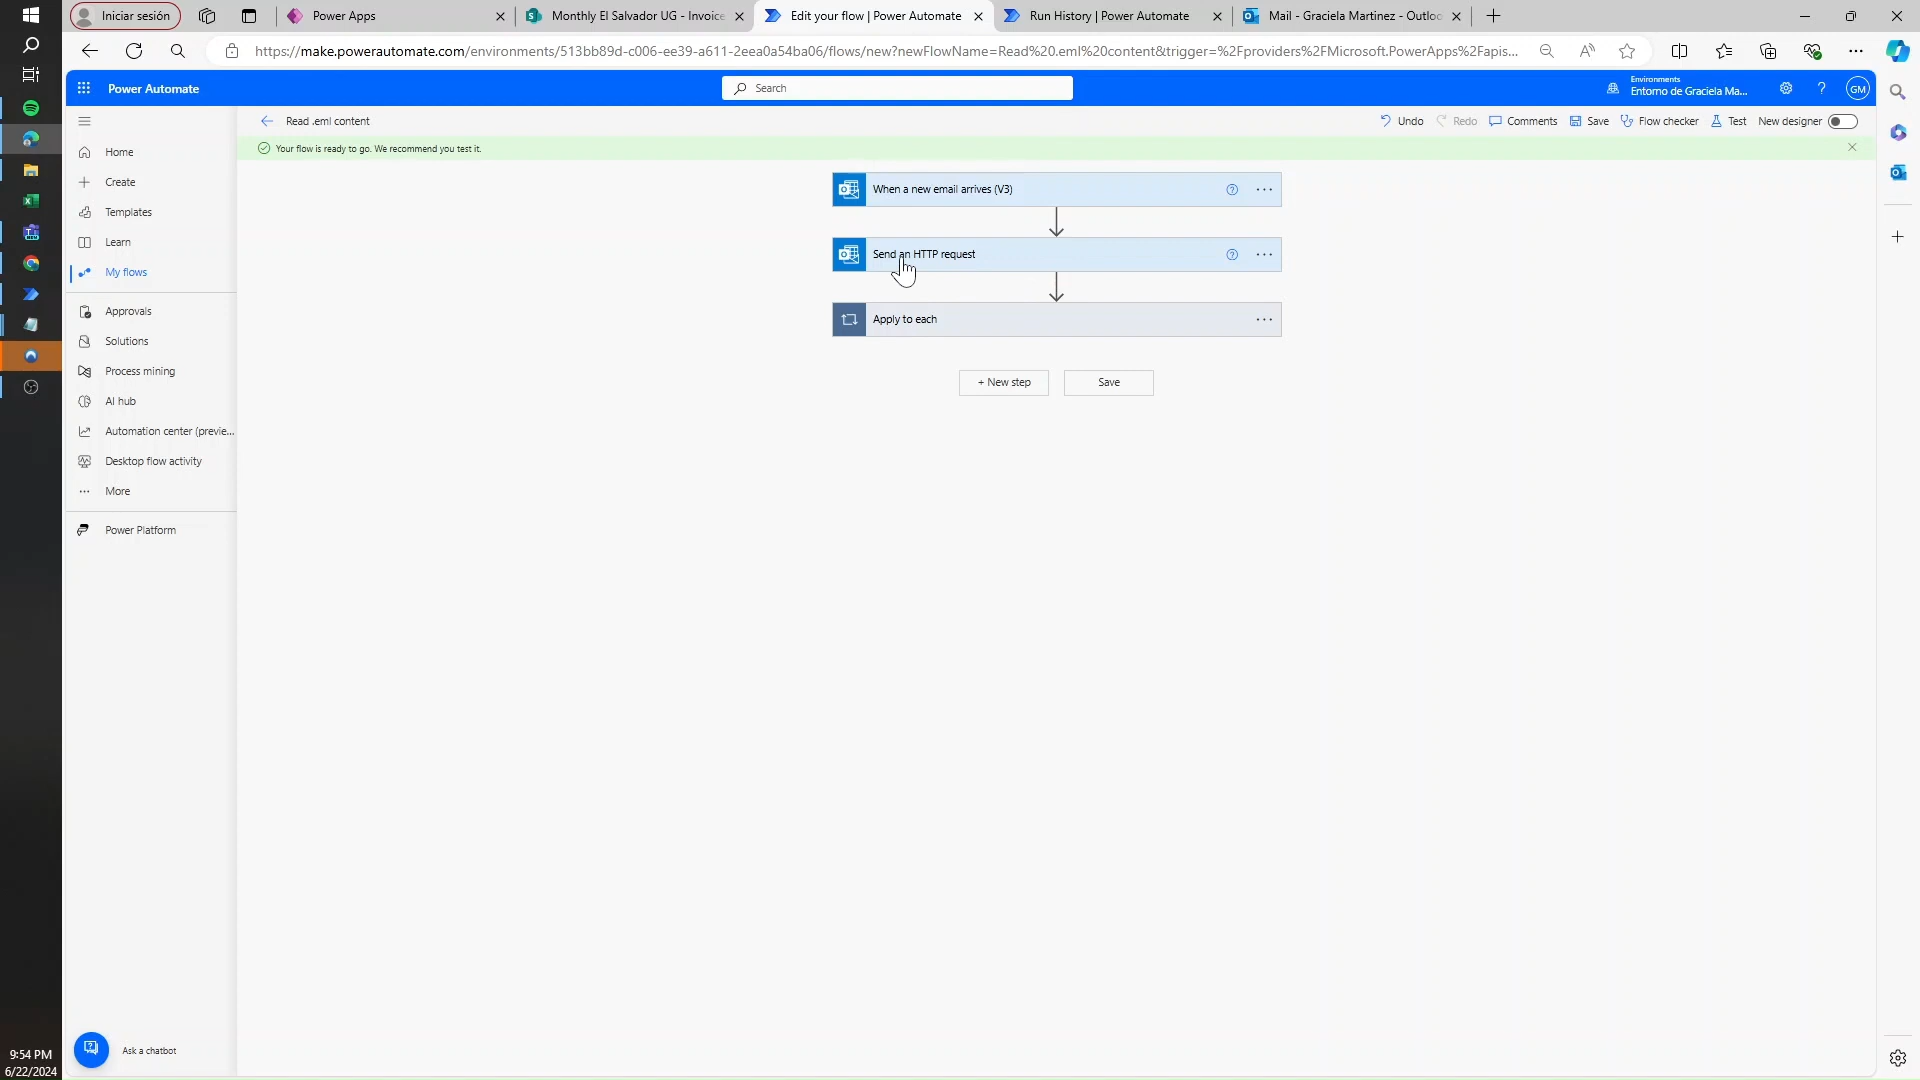 Iniciar sesión
Power Apps
Monthly El Salvador UG - Invoice
Edit your flow | Power Automate
Run History | Power Automate
Mail - Graciela Martinez - Outloo
https://make.powerautomate.com/environments/513bb89d-c006-ee39-a611-2eea0a54ba06/flows/new?newFlowName=Read%20.eml%20content&trigger=%2Fproviders%2FMicrosoft.PowerApps%2Fapis...
Power Automate
Search
Environments
Entorno de Graciela Ma...
GM
Read .eml content
Undo
Redo
Comments
Save
Flow checker
Test
New designer
Your flow is ready to go. We recommend you test it.
Home
Create
Templates
Learn
My flows
Approvals
Solutions
Process mining
AI hub
Automation center (previe...
Desktop flow activity
More
Power Platform
When a new email arrives (V3)
Send an HTTP request
Apply to each
+ New step
Save
Ask a chatbot
9:54 PM
6/22/2024